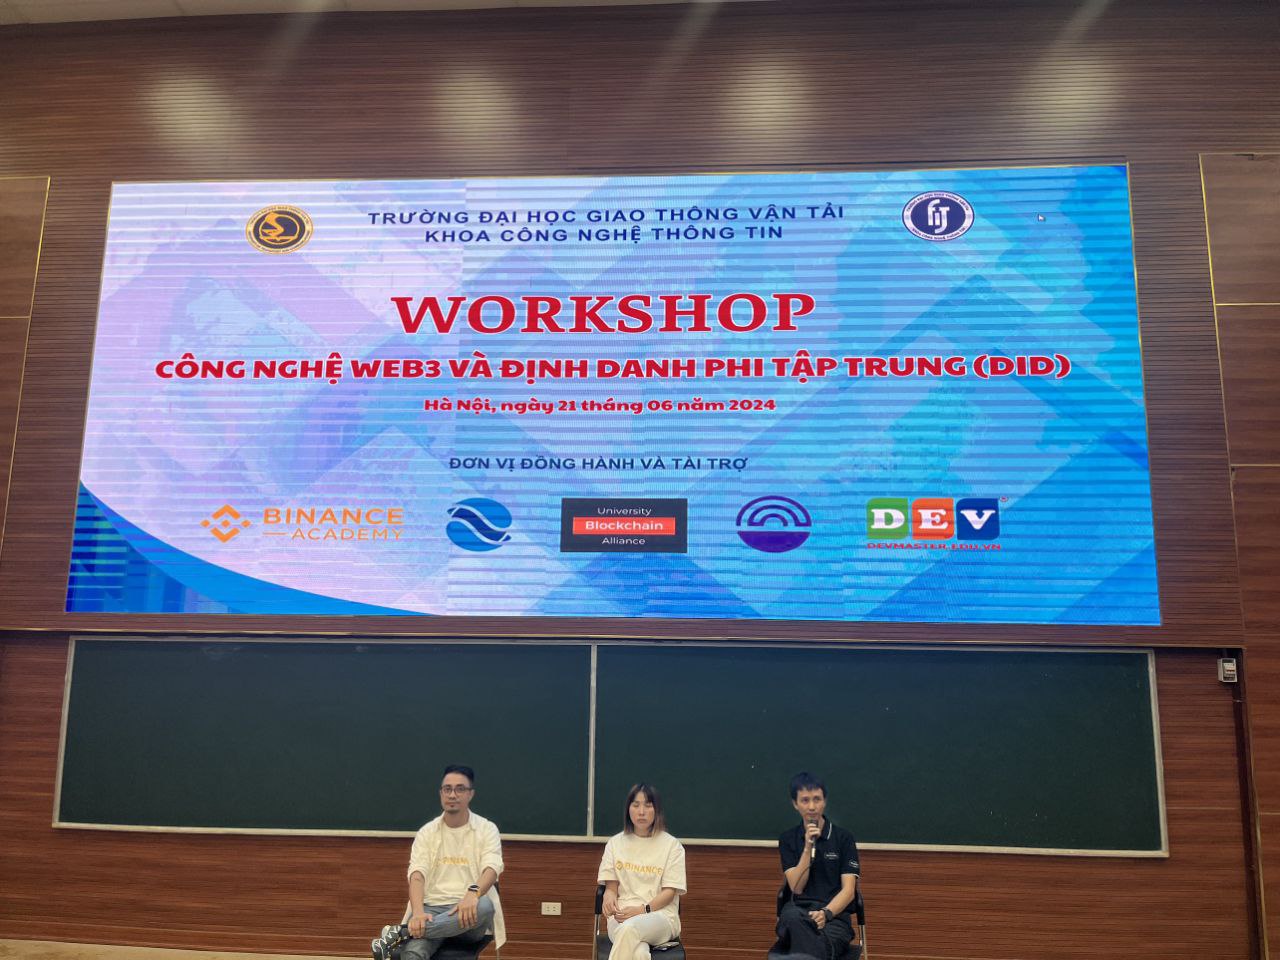 TRƯỜNG ĐẠI HỌC GIAO THÔNG VẬN TẢI
KHOA CÔNG NGHỆ THÔNG TIN
WORKSHOP
CÔNG NGHỆ WEB3 VÀ ĐỊNH DANH PHI TẬP TRUNG (DID)
Hà Nội, ngày 21 tháng 06 năm 2024
ĐƠN VỊ ĐỒNG HÀNH VÀ TÀI TRỢ
BINANCE
ACADEMY
University
Blockchain
Alliance
DEV
DEVMASTER.EDU.VN
BINANCE